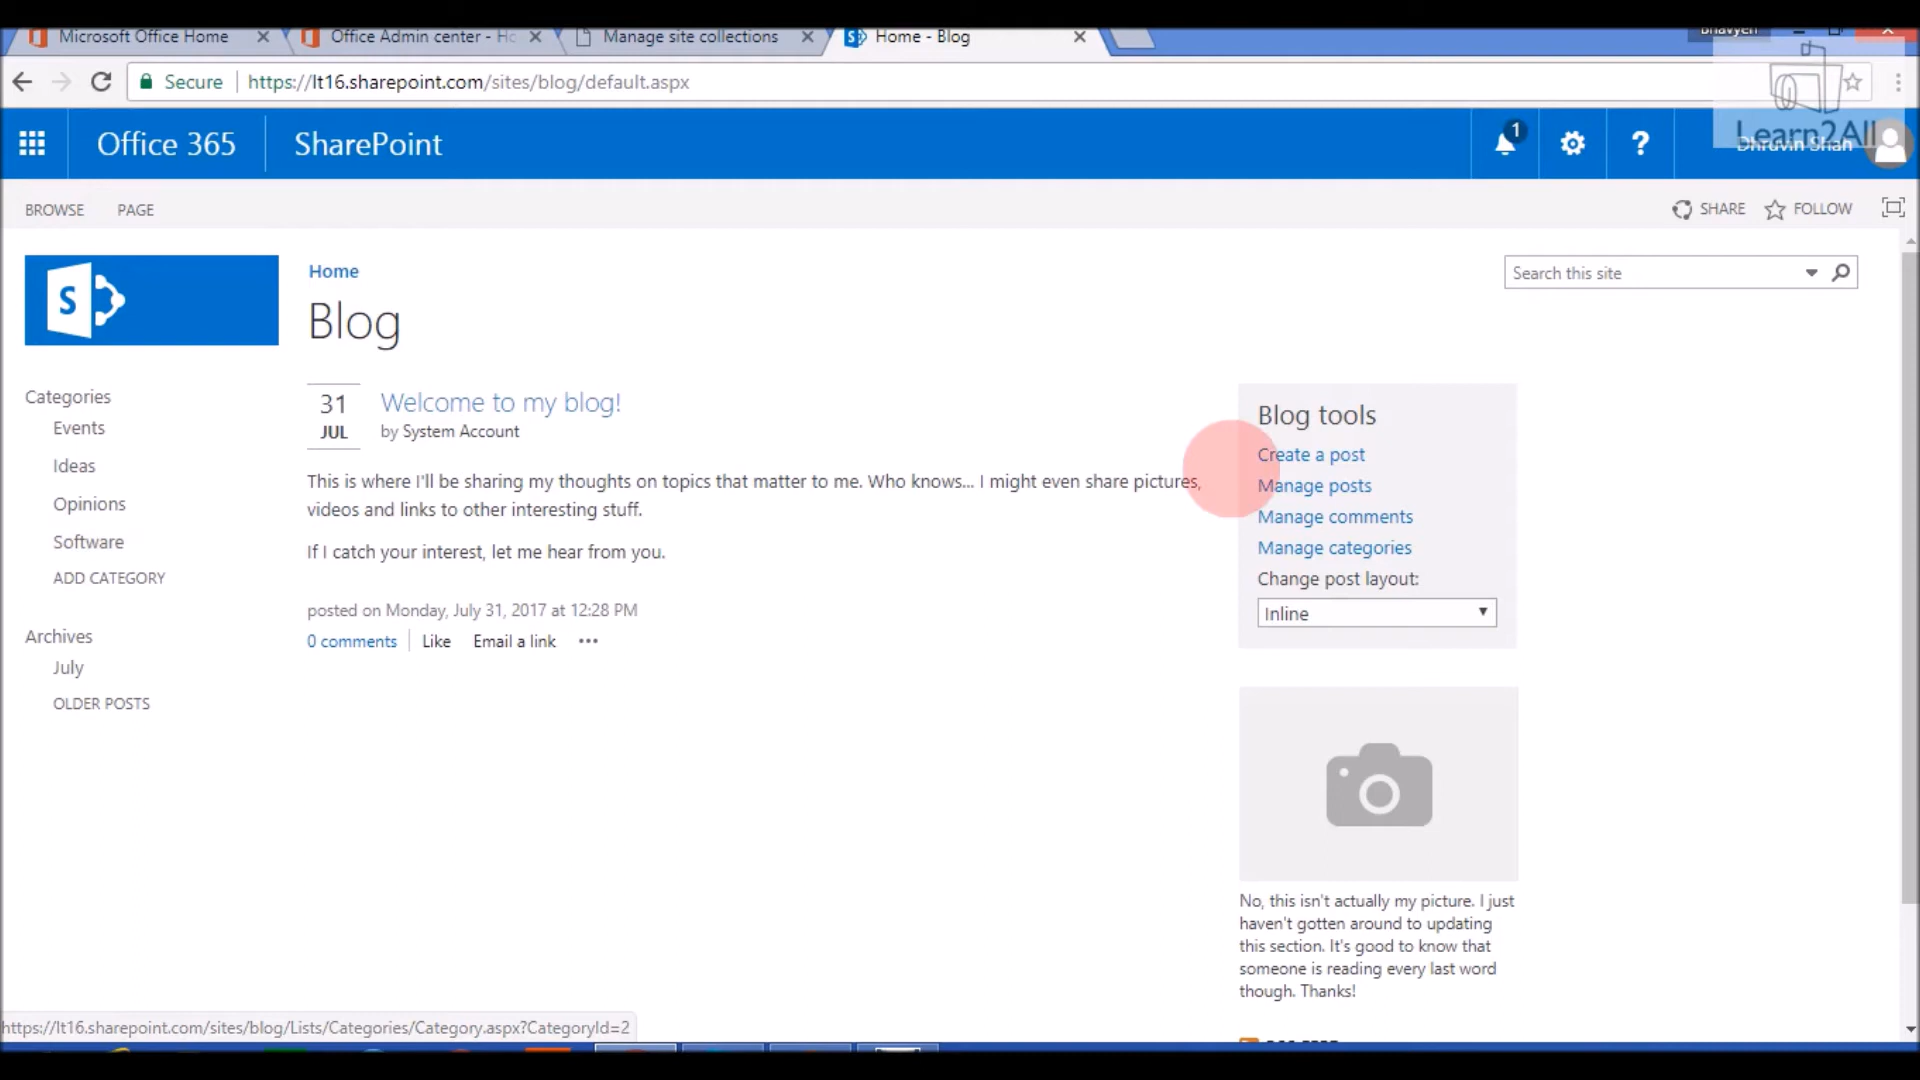 Microsoft Office Home
Office Admin center - Ho
Manage site collections
Home - Blog
Bhavyeh
Secure
https://lt16.sharepoint.com/sites/blog/default.aspx
Office 365
SharePoint
1
?
Learn2All
Dhruvin Shah
BROWSE
PAGE
SHARE
FOLLOW
S
Home
Search this site
Blog
Categories
Events
Ideas
Opinions
Software
ADD CATEGORY
Archives
July
OLDER POSTS
31
JUL
Welcome to my blog!
by System Account
This is where I'll be sharing my thoughts on topics that matter to me. Who knows... I might even share pictures,
videos and links to other interesting stuff.
If I catch your interest, let me hear from you.
posted on Monday, July 31, 2017 at 12:28 PM
0 comments
Like
Email a link
•••
Blog tools
Create a post
Manage posts
Manage comments
Manage categories
Change post layout:
Inline
No, this isn't actually my picture. I just
haven't gotten around to updating
this section. It's good to know that
someone is reading every last word
though. Thanks!
https://lt16.sharepoint.com/sites/blog/Lists/Categories/Category.aspx?CategoryId=2